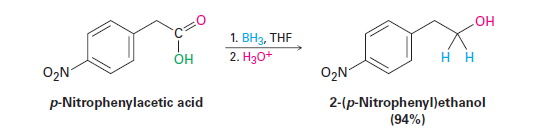 O
C
OH
O₂N
1. BH₃, THF
2. H₃O⁺
OH
H H
O₂N
p-Nitrophenylacetic acid
2-(p-Nitrophenyl)ethanol
(94%)